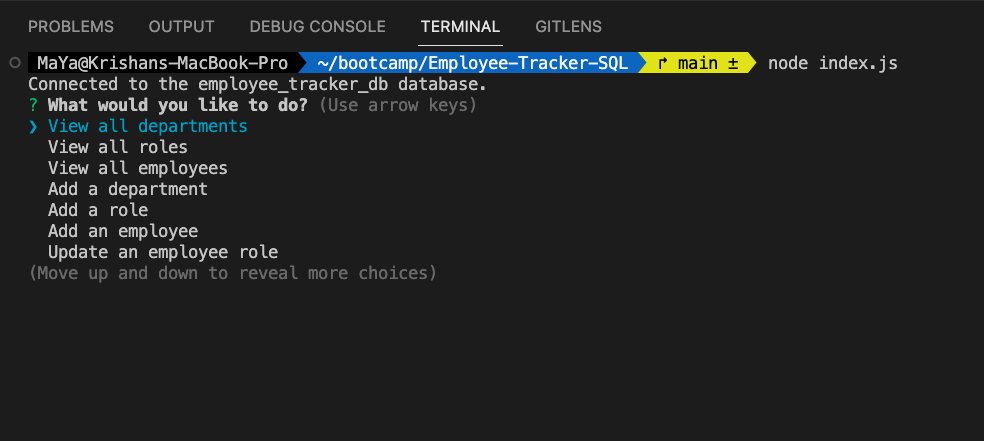 PROBLEMS OUTPUT DEBUG CONSOLE TERMINAL GITLENS
MaYa@Krishans-MacBook-Pro ~/bootcamp/Employee-Tracker-SQL ↱ main ± node index.js
Connected to the employee_tracker_db database.
? What would you like to do? (Use arrow keys)
❯ View all departments
View all roles
View all employees
Add a department
Add a role
Add an employee
Update an employee role
(Move up and down to reveal more choices)